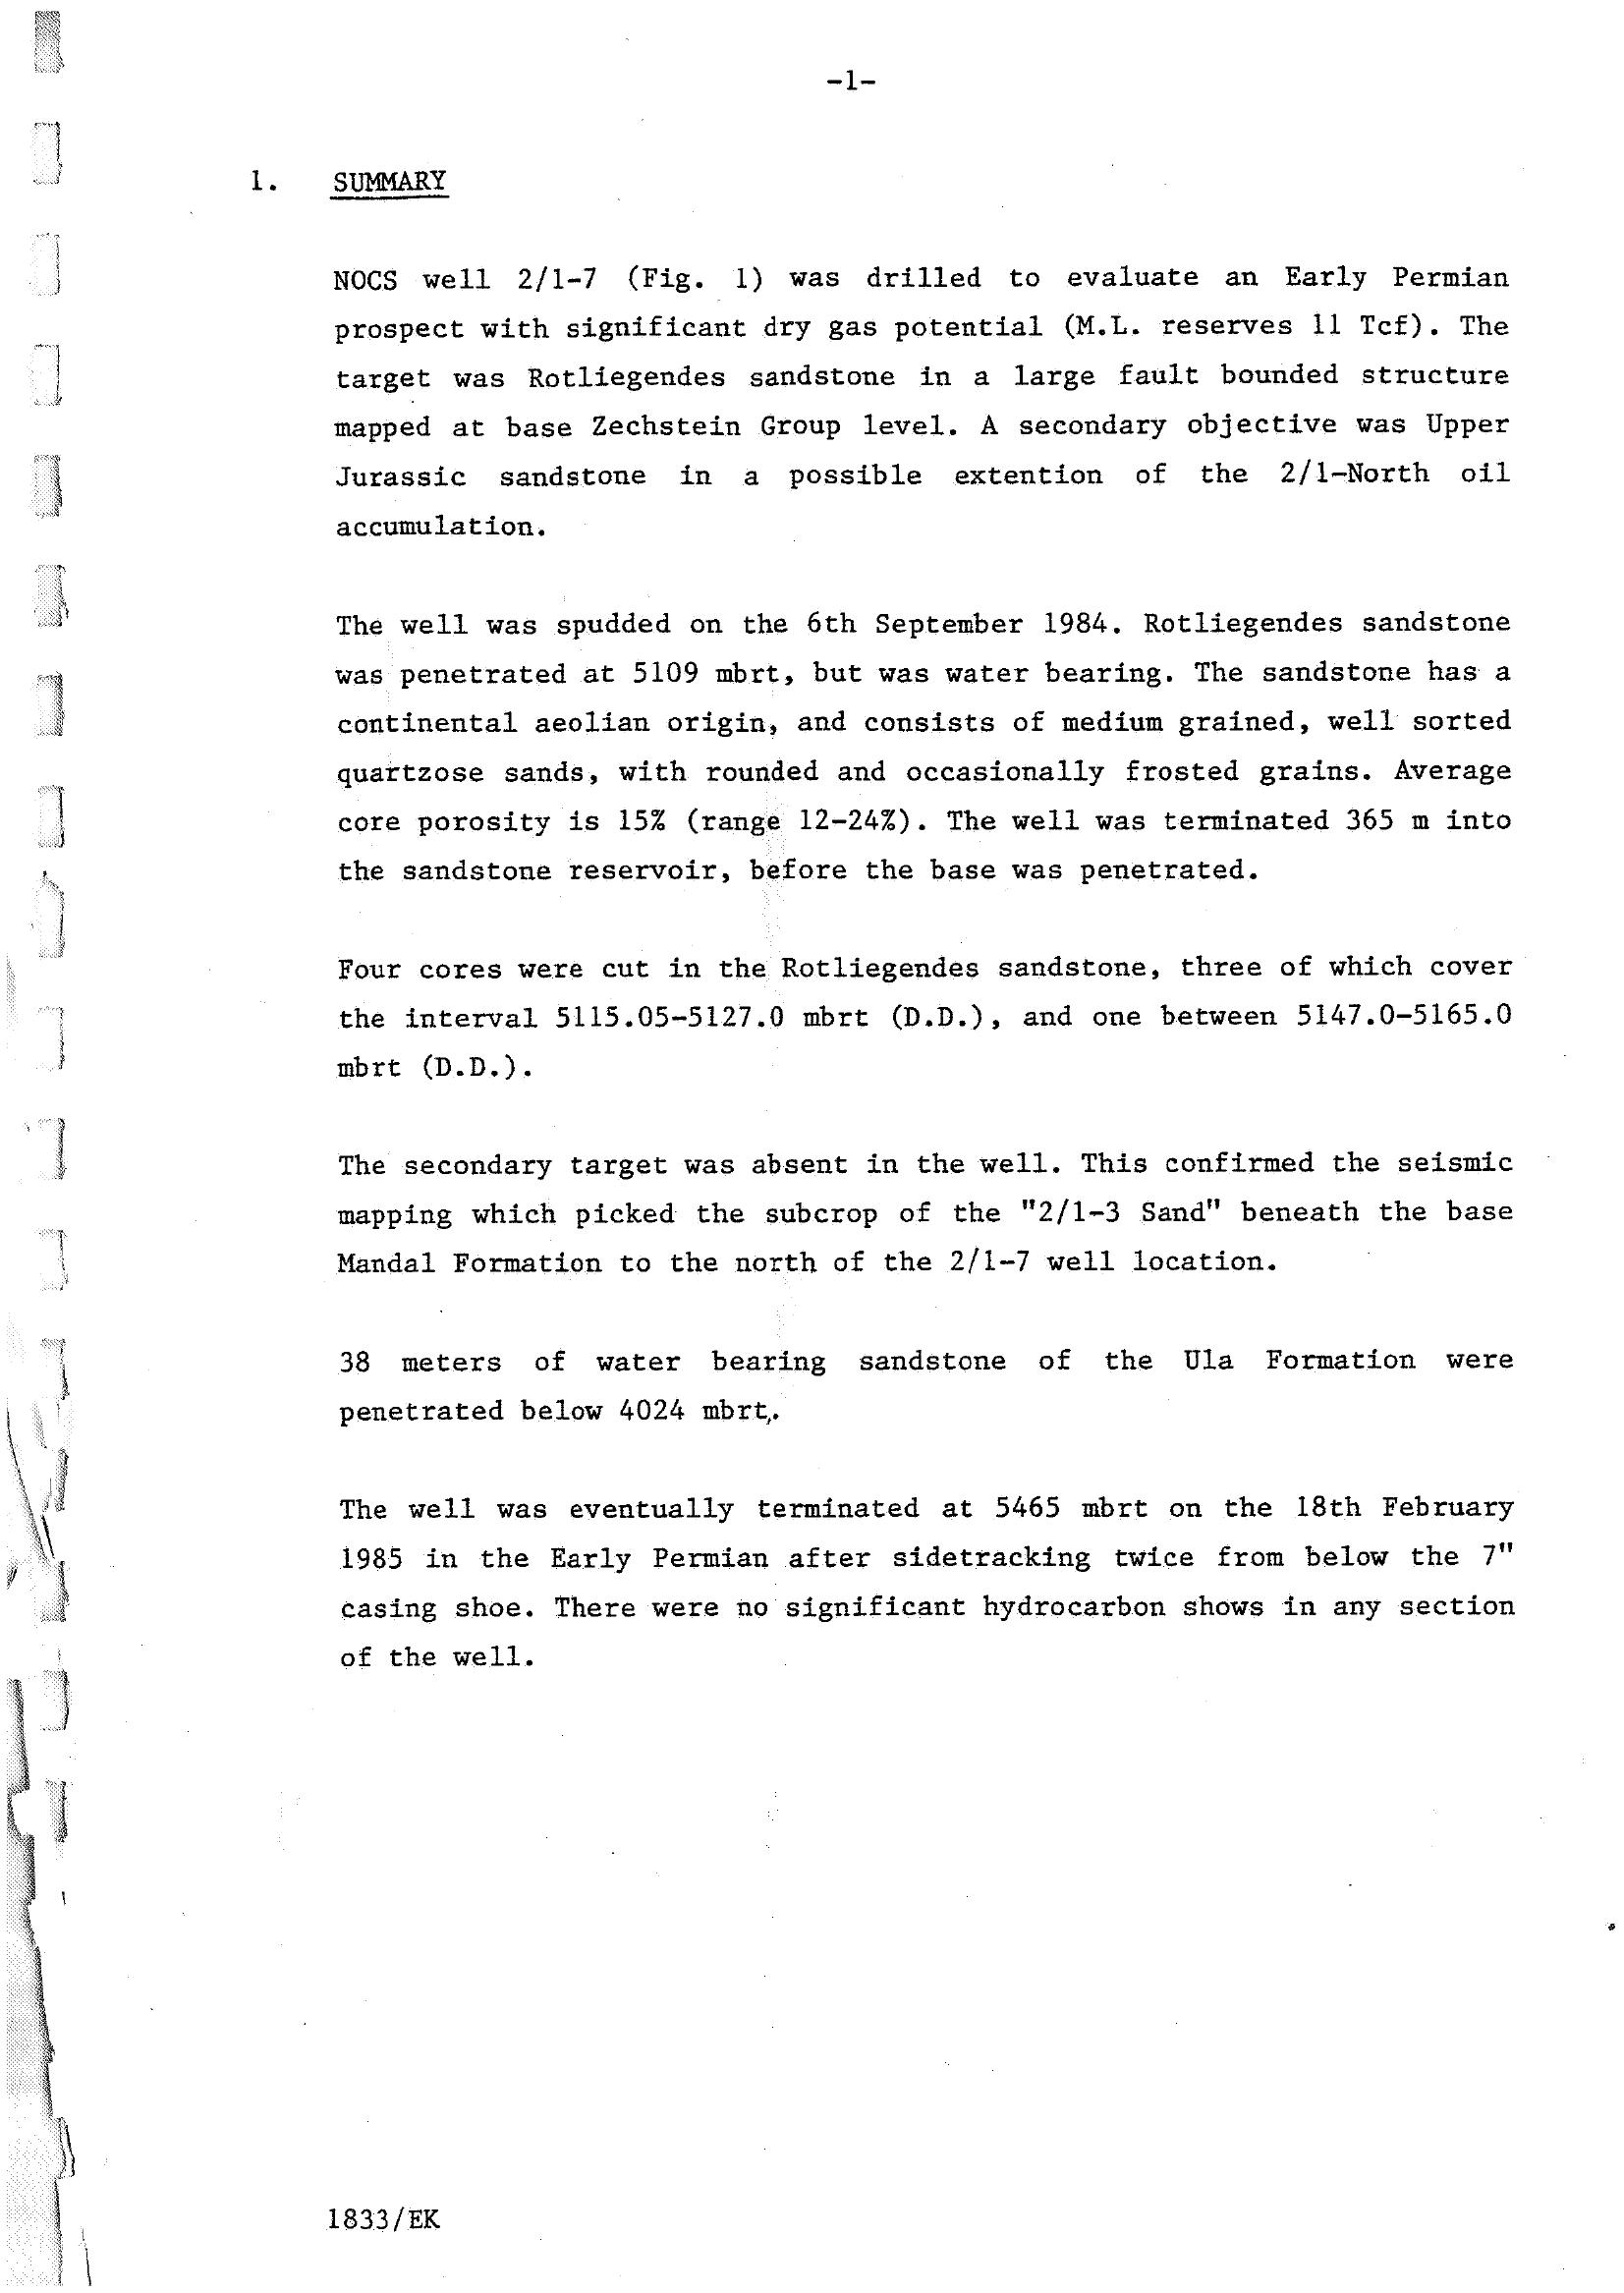 -1-
1. SUMMARY
NOCS well 2/1-7 (Fig. 1) was drilled to evaluate an Early Permian
prospect with significant dry gas potential (M.L. reserves 11 Tcf). The
target was Rotliegendes sandstone in a large fault bounded structure
mapped at base Zechstein Group level. A secondary objective was Upper
Jurassic sandstone in a possible extention of the 2/1-North oil
accumulation.
The well was spudded on the 6th September 1984. Rotliegendes sandstone
was penetrated at 5109 mbrt, but was water bearing. The sandstone has a
continental aeolian origin, and consists of medium grained, well sorted
quartzose sands, with rounded and occasionally frosted grains. Average
core porosity is 15% (range 12-24%). The well was terminated 365 m into
the sandstone reservoir, before the base was penetrated.
Four cores were cut in the Rotliegendes sandstone, three of which cover
the interval 5115.05-5127.0 mbrt (D.D.), and one between 5147.0-5165.0
mbrt (D.D.).
The secondary target was absent in the well. This confirmed the seismic
mapping which picked the subcrop of the "2/1-3 Sand" beneath the base
Mandal Formation to the north of the 2/1-7 well location.
38 meters of water bearing sandstone of the Ula Formation were
penetrated below 4024 mbrt,.
The well was eventually terminated at 5465 mbrt on the 18th February
1985 in the Early Permian after sidetracking twice from below the 7"
casing shoe. There were no significant hydrocarbon shows in any section
of the well.
1833/EK